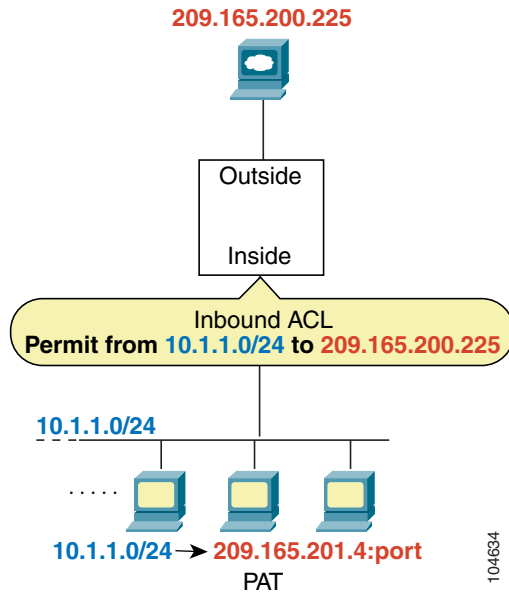 209.165.200.225
Outside
Inside
Inbound ACL
Permit from 10.1.1.0/24 to 209.165.200.225
10.1.1.0/24
. . . . .
10.1.1.0/24 → 209.165.201.4:port
PAT
104634